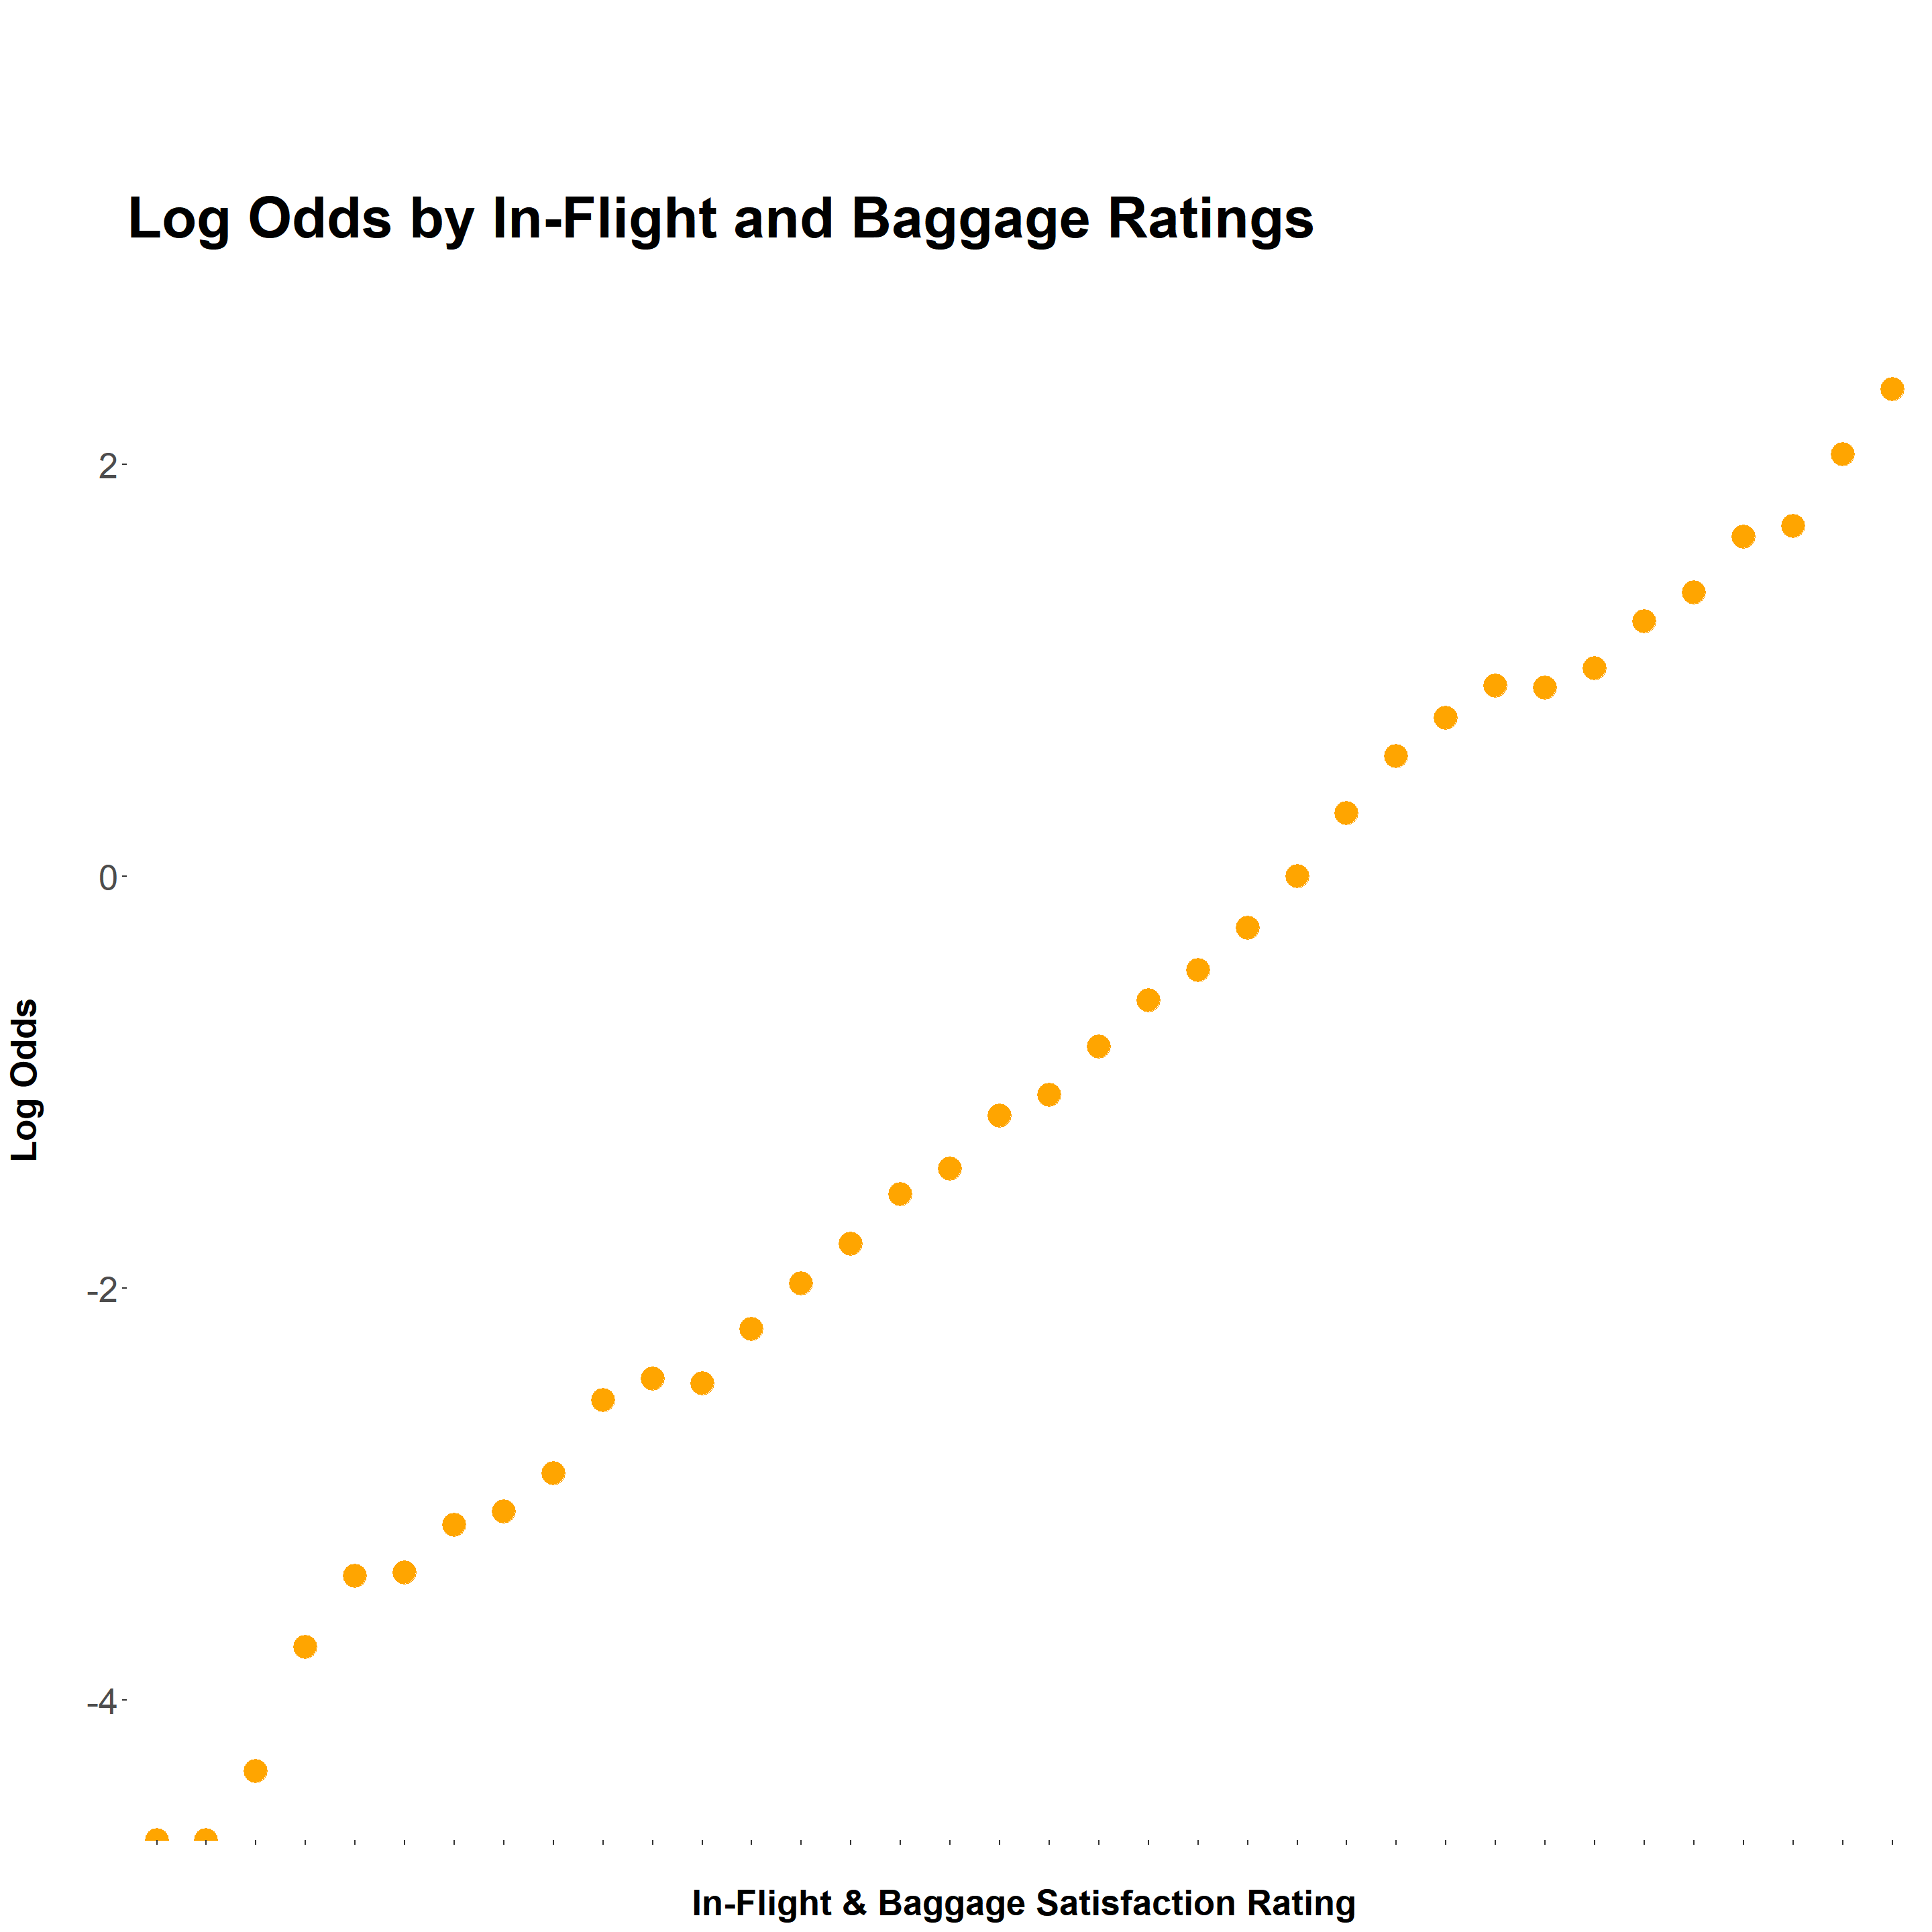 Log Odds by In-Flight and Baggage Ratings
2
0
-2
-4
Log Odds
In-Flight & Baggage Satisfaction Rating